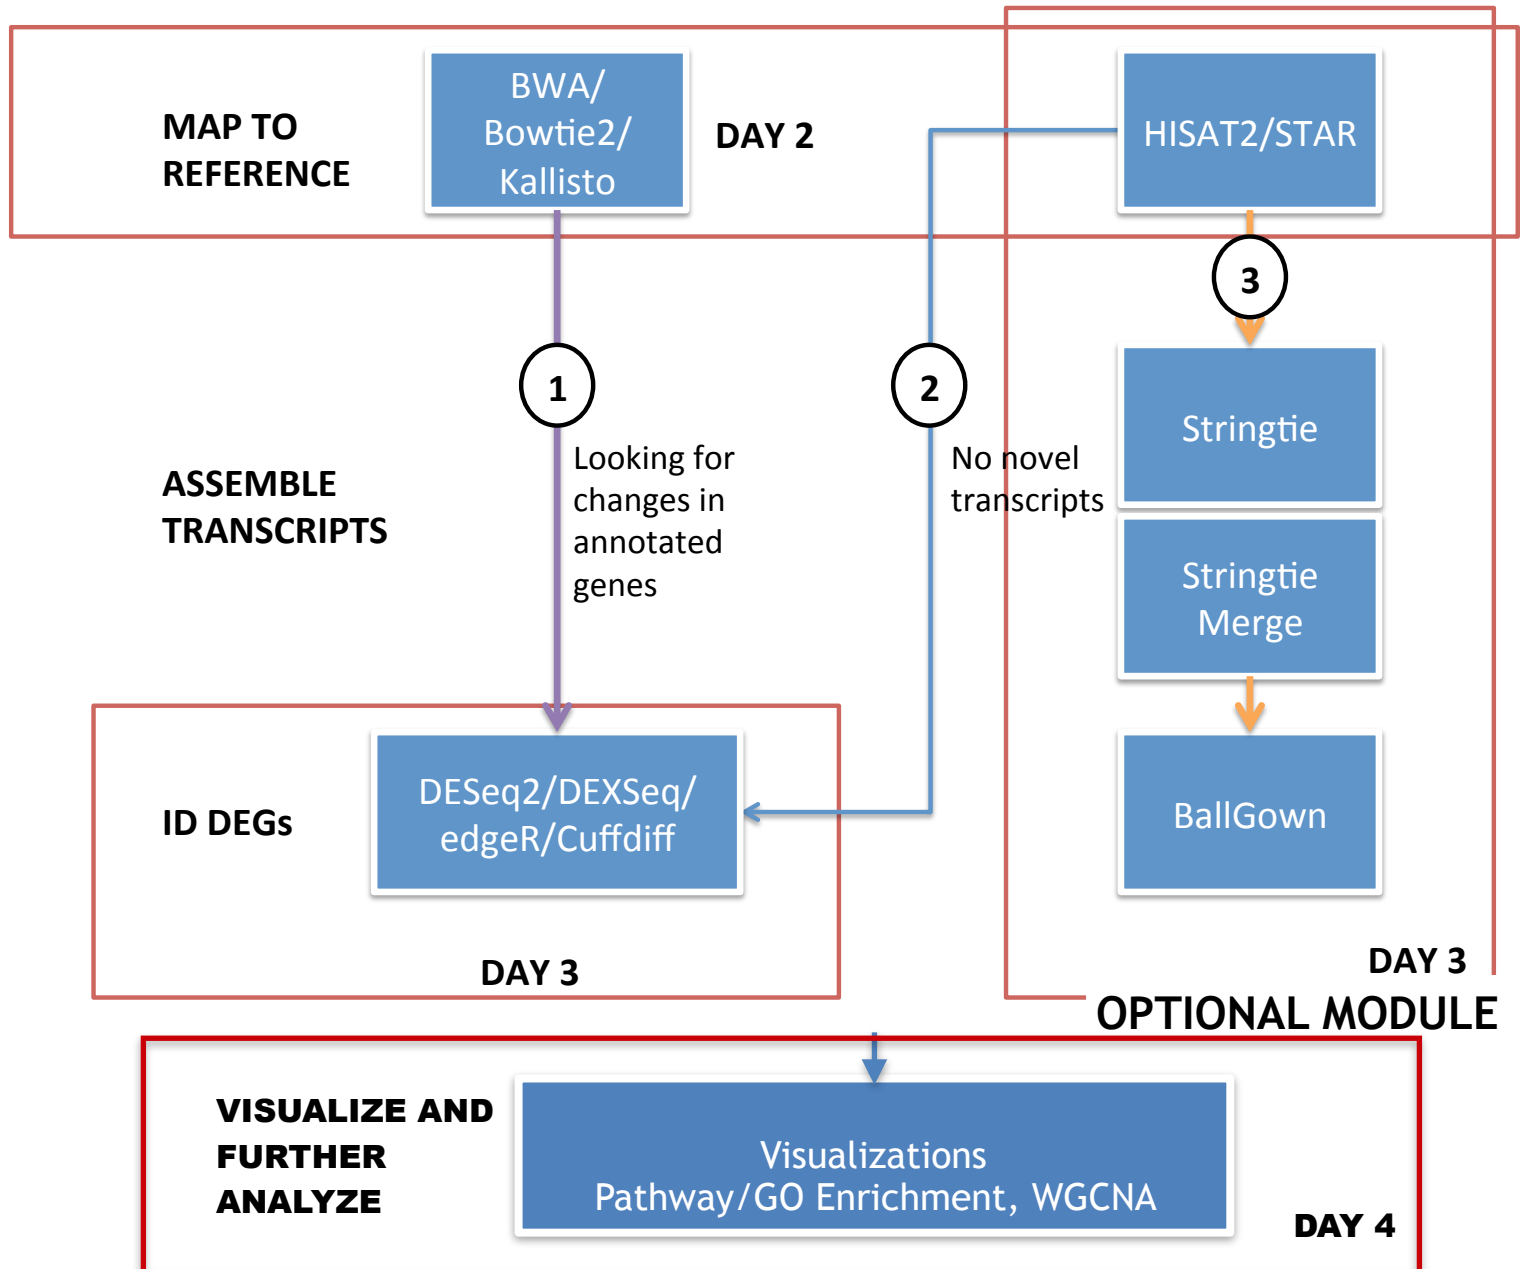 MAP TO
REFERENCE
BWA/
Bowtie2/
Kallisto
DAY 2
HISAT2/STAR
1
2
3
Looking for
changes in
annotated
genes
No novel
transcripts
ASSEMBLE
TRANSCRIPTS
Stringtie
Stringtie
Merge
ID DEGs
DESeq2/DEXSeq/
edgeR/Cuffdiff
BallGown
DAY 3
DAY 3
OPTIONAL MODULE
VISUALIZE AND
FURTHER
ANALYZE
Visualizations
Pathway/GO Enrichment, WGCNA
DAY 4